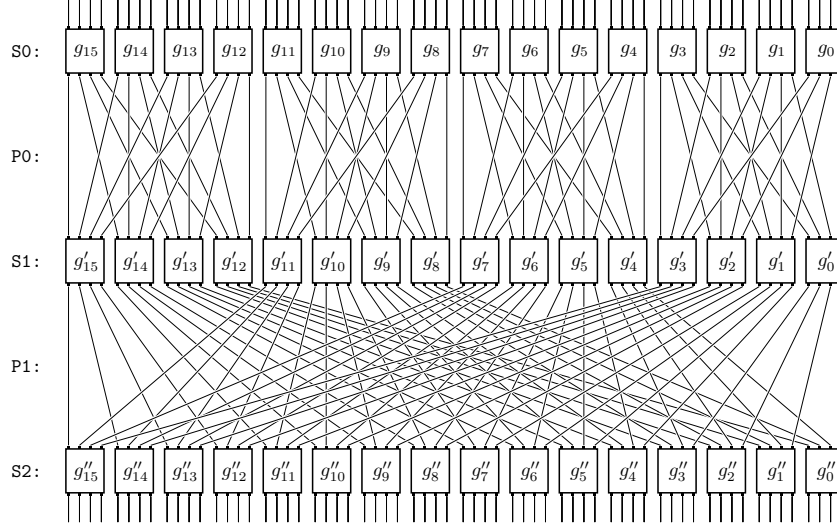 S0: g₁₅ g₁₄ g₁₃ g₁₂ g₁₁ g₁₀ g₉ g₈ g₇ g₆ g₅ g₄ g₃ g₂ g₁ g₀
P0:
S1: g′₁₅ g′₁₄ g′₁₃ g′₁₂ g′₁₁ g′₁₀ g′₉ g′₈ g′₇ g′₆ g′₅ g′₄ g′₃ g′₂ g′₁ g′₀
P1:
S2: g″₁₅ g″₁₄ g″₁₃ g″₁₂ g″₁₁ g″₁₀ g″₉ g″₈ g″₇ g″₆ g″₅ g″₄ g″₃ g″₂ g″₁ g″₀